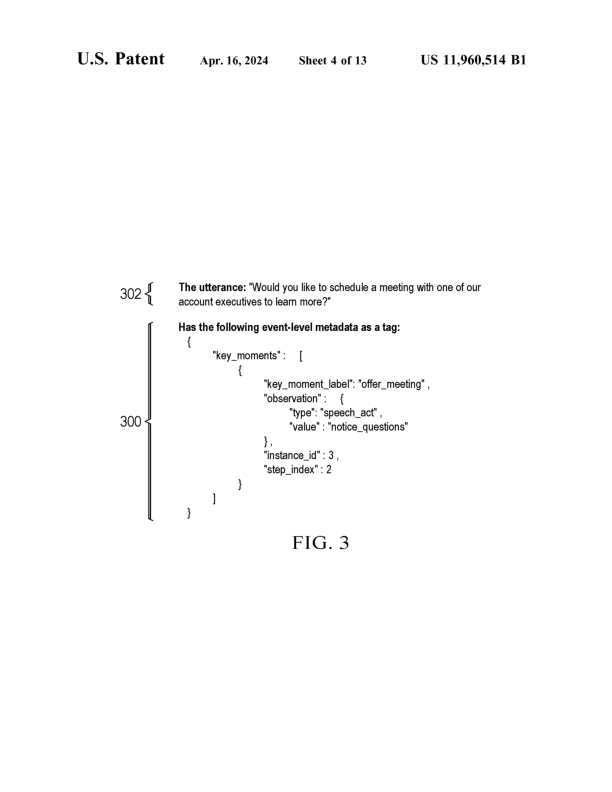 U.S. Patent Apr. 16, 2024 Sheet 4 of 13 US 11,960,514 B1
302 The utterance: "Would you like to schedule a meeting with one of our
account executives to learn more?"
Has the following event-level metadata as a tag:
{
"key_moments" : [
{
"key_moment_label": "offer_meeting" ,
"observation" : {
"type": "speech_act" ,
"value" : "notice_questions"
300
} ,
"instance_id" : 3 ,
"step_index" : 2
}
]
}
FIG. 3